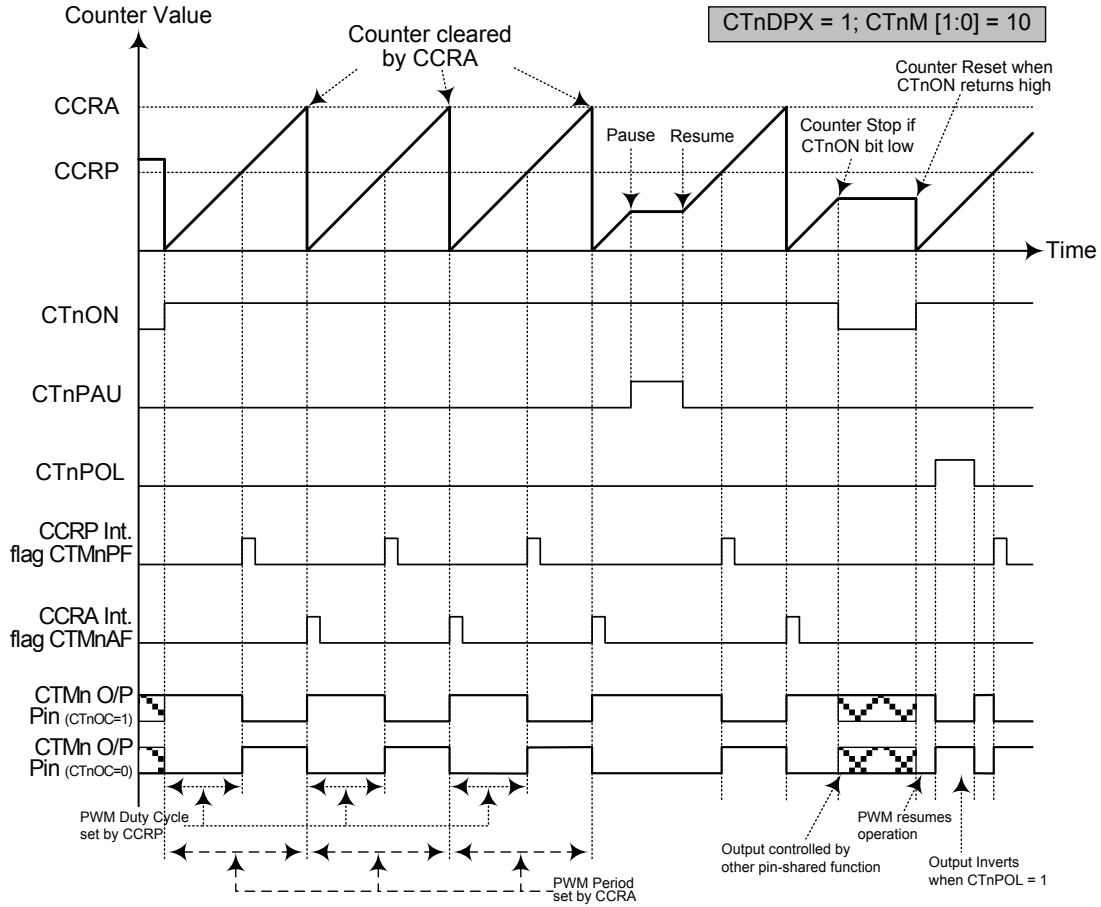 Counter Value
CTnDPX = 1; CTnM [1:0] = 10
Counter cleared
by CCRA
Counter Reset when
CTnON returns high
CCRA
Pause
Resume
Counter Stop if
CTnON bit low
CCRP
Time
CTnON
CTnPAU
CTnPOL
CCRP Int.
flag CTMnPF
CCRA Int.
flag CTMnAF
CTMn O/P
Pin (CTnOC=1)
CTMn O/P
Pin (CTnOC=0)
PWM Duty Cycle
set by CCRP
PWM resumes
operation
Output controlled by
other pin-shared function
Output Inverts
when CTnPOL = 1
PWM Period
set by CCRA